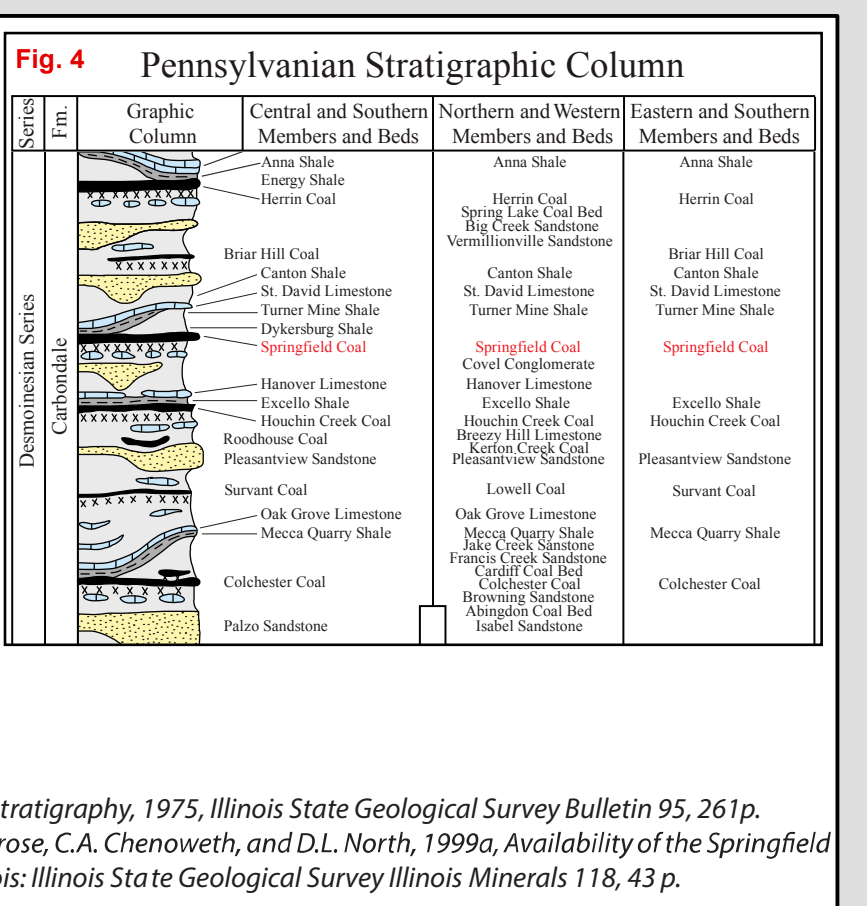 Fig. 4
Pennsylvanian Stratigraphic Column
Series
Fm.
Graphic
Column
Central and Southern
Members and Beds
Northern and Western
Members and Beds
Eastern and Southern
Members and Beds
Desmoinesian Series
Carbondale
Anna Shale
Energy Shale
Herrin Coal
Briar Hill Coal
Canton Shale
St. David Limestone
Turner Mine Shale
Dykersburg Shale
Springfield Coal
Hanover Limestone
Excello Shale
Houchin Creek Coal
Roodhouse Coal
Pleasantview Sandstone
Survant Coal
Oak Grove Limestone
Mecca Quarry Shale
Colchester Coal
Palzo Sandstone
Anna Shale
Herrin Coal
Spring Lake Coal Bed
Big Creek Sandstone
Vermillionville Sandstone
Canton Shale
St. David Limestone
Turner Mine Shale
Springfield Coal
Covel Conglomerate
Hanover Limestone
Excello Shale
Houchin Creek Coal
Breezy Hill Limestone
Kerton Creek Coal
Pleasantview Sandstone
Lowell Coal
Oak Grove Limestone
Mecca Quarry Shale
Jake Creek Sanstone
Francis Creek Sandstone
Cardiff Coal Bed
Colchester Coal
Browning Sandstone
Abingdon Coal Bed
Isabel Sandstone
Anna Shale
Herrin Coal
Briar Hill Coal
Canton Shale
St. David Limestone
Turner Mine Shale
Springfield Coal
Excello Shale
Houchin Creek Coal
Pleasantview Sandstone
Survant Coal
Mecca Quarry Shale
Colchester Coal
tratigraphy, 1975, Illinois State Geological Survey Bulletin 95, 261p.
rose, C.A. Chenoweth, and D.L. North, 1999a, Availability of the Springfield
ois: Illinois State Geological Survey Illinois Minerals 118, 43 p.